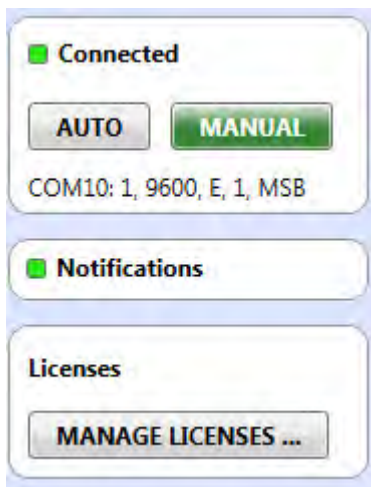 Connected
AUTO MANUAL
COM10: 1, 9600, E, 1, MSB
Notifications
Licenses
MANAGE LICENSES ...